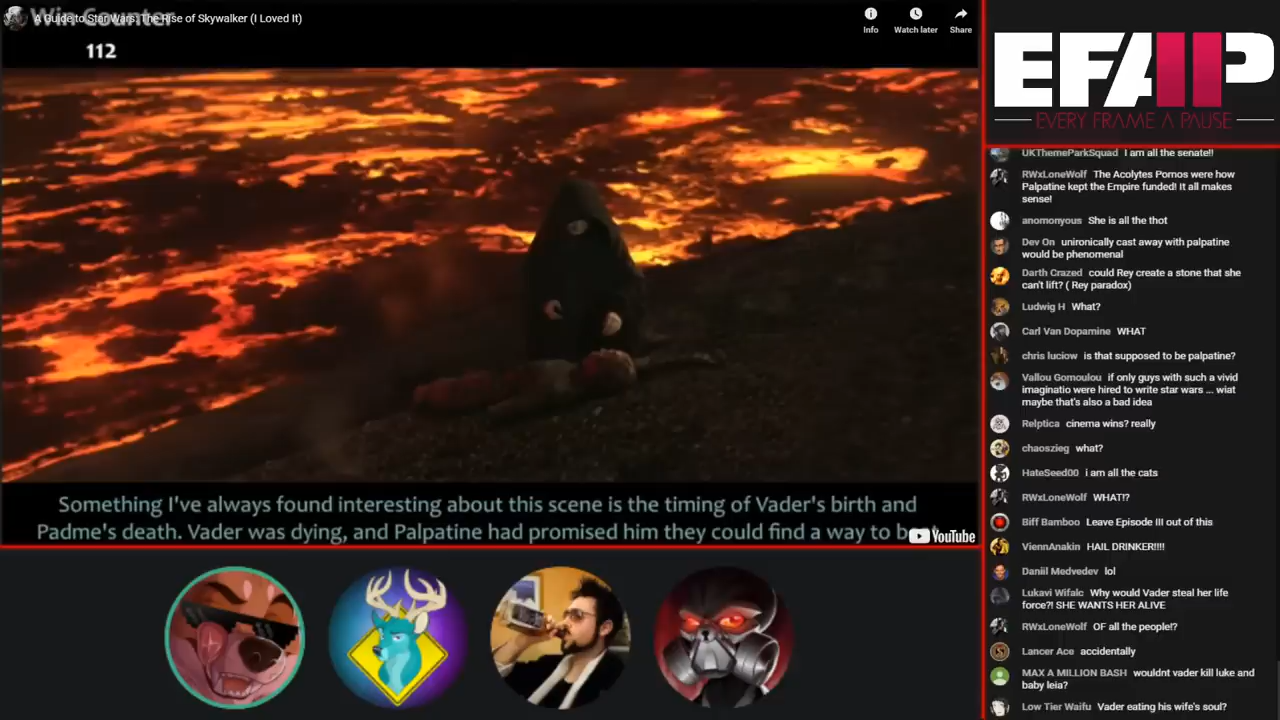 A Guide to Star Wars: The Rise of Skywalker (I Loved It)
Win Counter
112
Info
Watch later
Share
Something I've always found interesting about this scene is the timing of Vader's birth and
Padme's death. Vader was dying, and Palpatine had promised him they could find a way to
YouTube
EFAP
EVERY FRAME A PAUSE
UKThemeParkSquad I am all the senate!!
RWxLoneWolf The Acolytes Pornos were how
Palpatine kept the Empire funded! It all makes
sense!
anomonyous She is all the thot
Dev On unironically cast away with palpatine
would be phenomenal
Darth Crazed could Rey create a stone that she
can't lift? ( Rey paradox)
Ludwig H What?
Carl Van Dopamine WHAT
chris luciow is that supposed to be palpatine?
Vallou Gomoulou if only guys with such a vivid
imaginatio were hired to write star wars ... wiat
maybe that's also a bad idea
Relptica cinema wins? really
chaoszieg what?
HateSeed00 i am all the cats
RWxLoneWolf WHAT!?
Biff Bamboo Leave Episode III out of this
ViennAnakin HAIL DRINKER!!!!
Daniil Medvedev lol
Lukavi Wifalc Why would Vader steal her life
force?! SHE WANTS HER ALIVE
RWxLoneWolf OF all the people!?
Lancer Ace accidentally
MAX A MILLION BASH wouldnt vader kill luke and
baby leia?
Low Tier Waifu Vader eating his wife's soul?